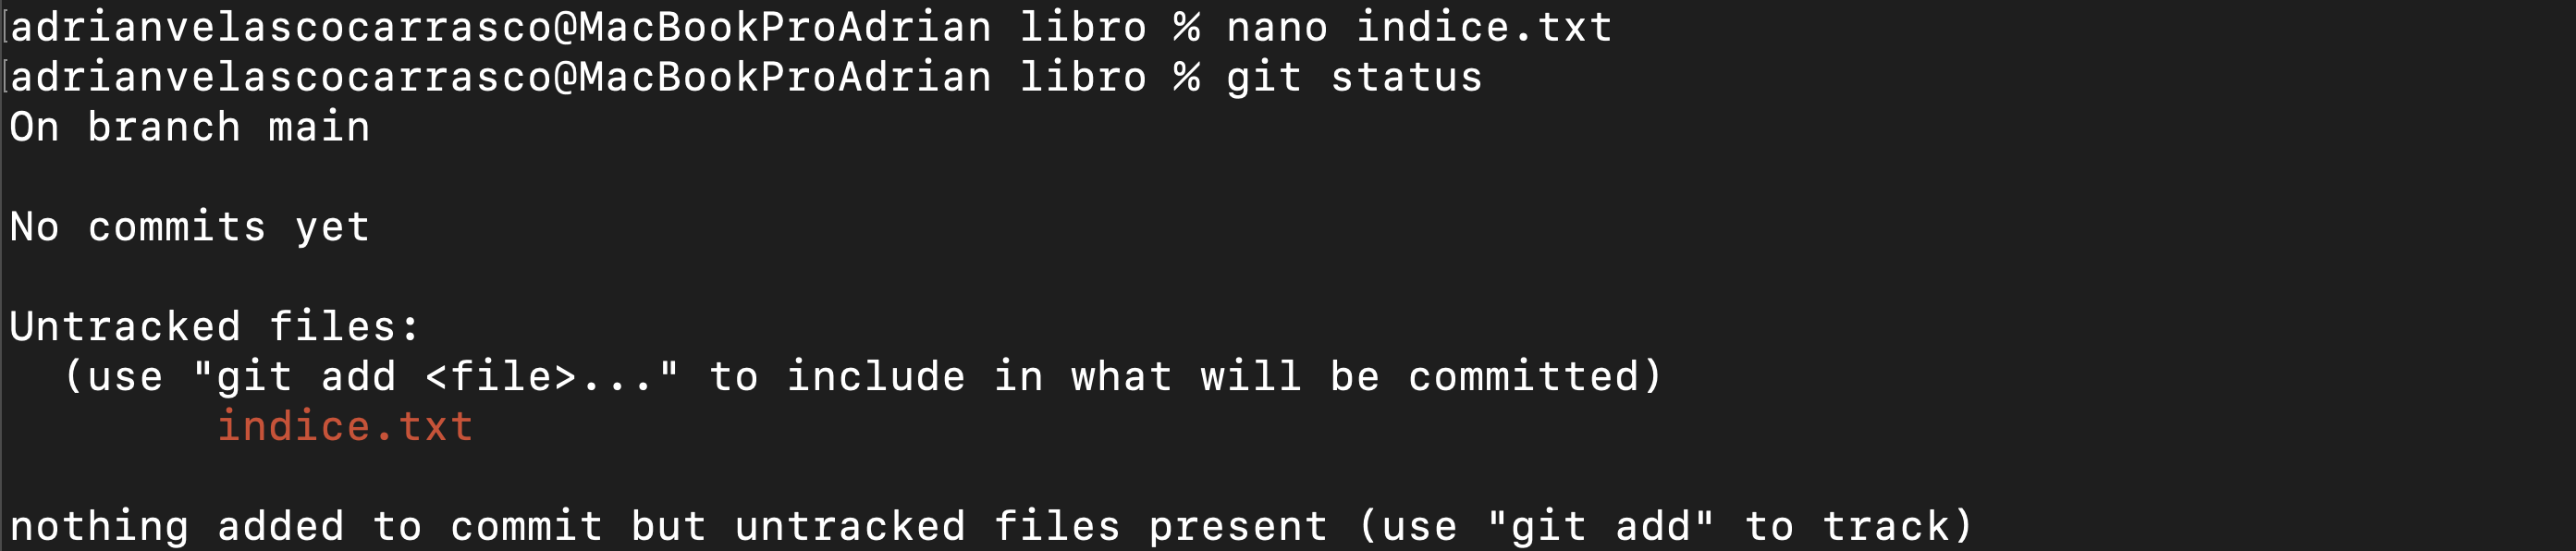 [adrianvelascocarrasco@MacBookProAdrian libro % nano indice.txt
[adrianvelascocarrasco@MacBookProAdrian libro % git status
On branch main
No commits yet
Untracked files:
(use "git add <file>..." to include in what will be committed)
indice.txt
nothing added to commit but untracked files present (use "git add" to track)